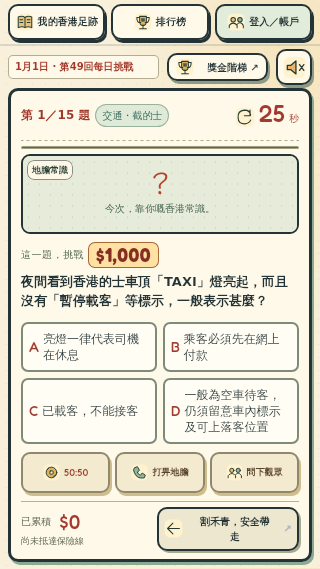 我的香港足跡
排行榜
登入／帳戶
1月1日・第49回每日挑戰
獎金階梯 ↗
第 1／15 題
交通・截的士
25 秒
地膽常識
?
今次，靠你嘅香港常識。
這一題，挑戰 $1,000
夜間看到香港的士車頂「TAXI」燈亮起，而且
沒有「暫停載客」等標示，一般表示甚麼？
A 亮燈一律代表司機
在休息
B 乘客必須先在網上
付款
C 已載客，不能接客
D 一般為空車待客，
仍須留意車內標示
及可上落客位置
50:50
打畀地膽
問下觀眾
已累積 $0
尚未抵達保險線
← 割禾青，安全帶
走 ↗